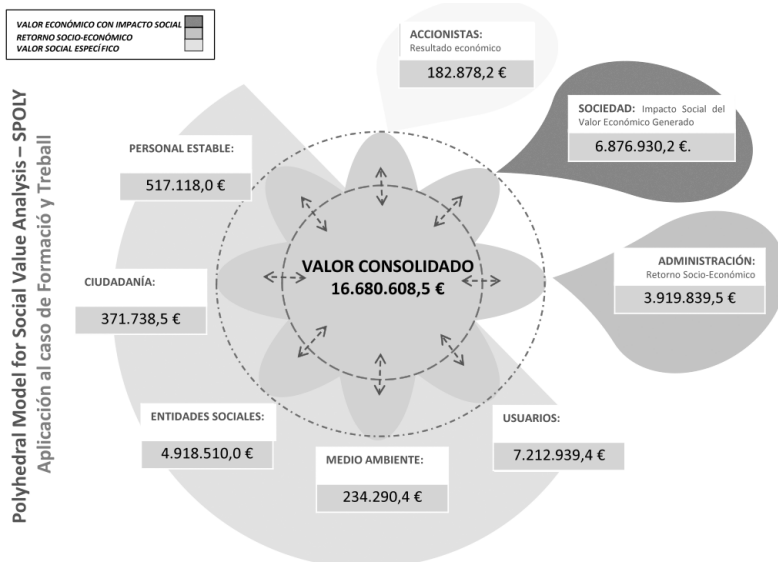 VALOR ECONÓMICO CON IMPACTO SOCIAL
RETORNO SOCIO-ECONÓMICO
VALOR SOCIAL ESPECÍFICO
Polyhedral Model for Social Value Analysis – SPOLY
Aplicación al caso de Formació y Treball
ACCIONISTAS:
Resultado económico
182.878,2 €
SOCIEDAD: Impacto Social del
Valor Económico Generado
6.876.930,2 €.
PERSONAL ESTABLE:
517.118,0 €
VALOR CONSOLIDADO
16.680.608,5 €
ADMINISTRACIÓN:
Retorno Socio-Económico
3.919.839,5 €
CIUDADANÍA:
371.738,5 €
ENTIDADES SOCIALES:
4.918.510,0 €
USUARIOS:
7.212.939,4 €
MEDIO AMBIENTE:
234.290,4 €